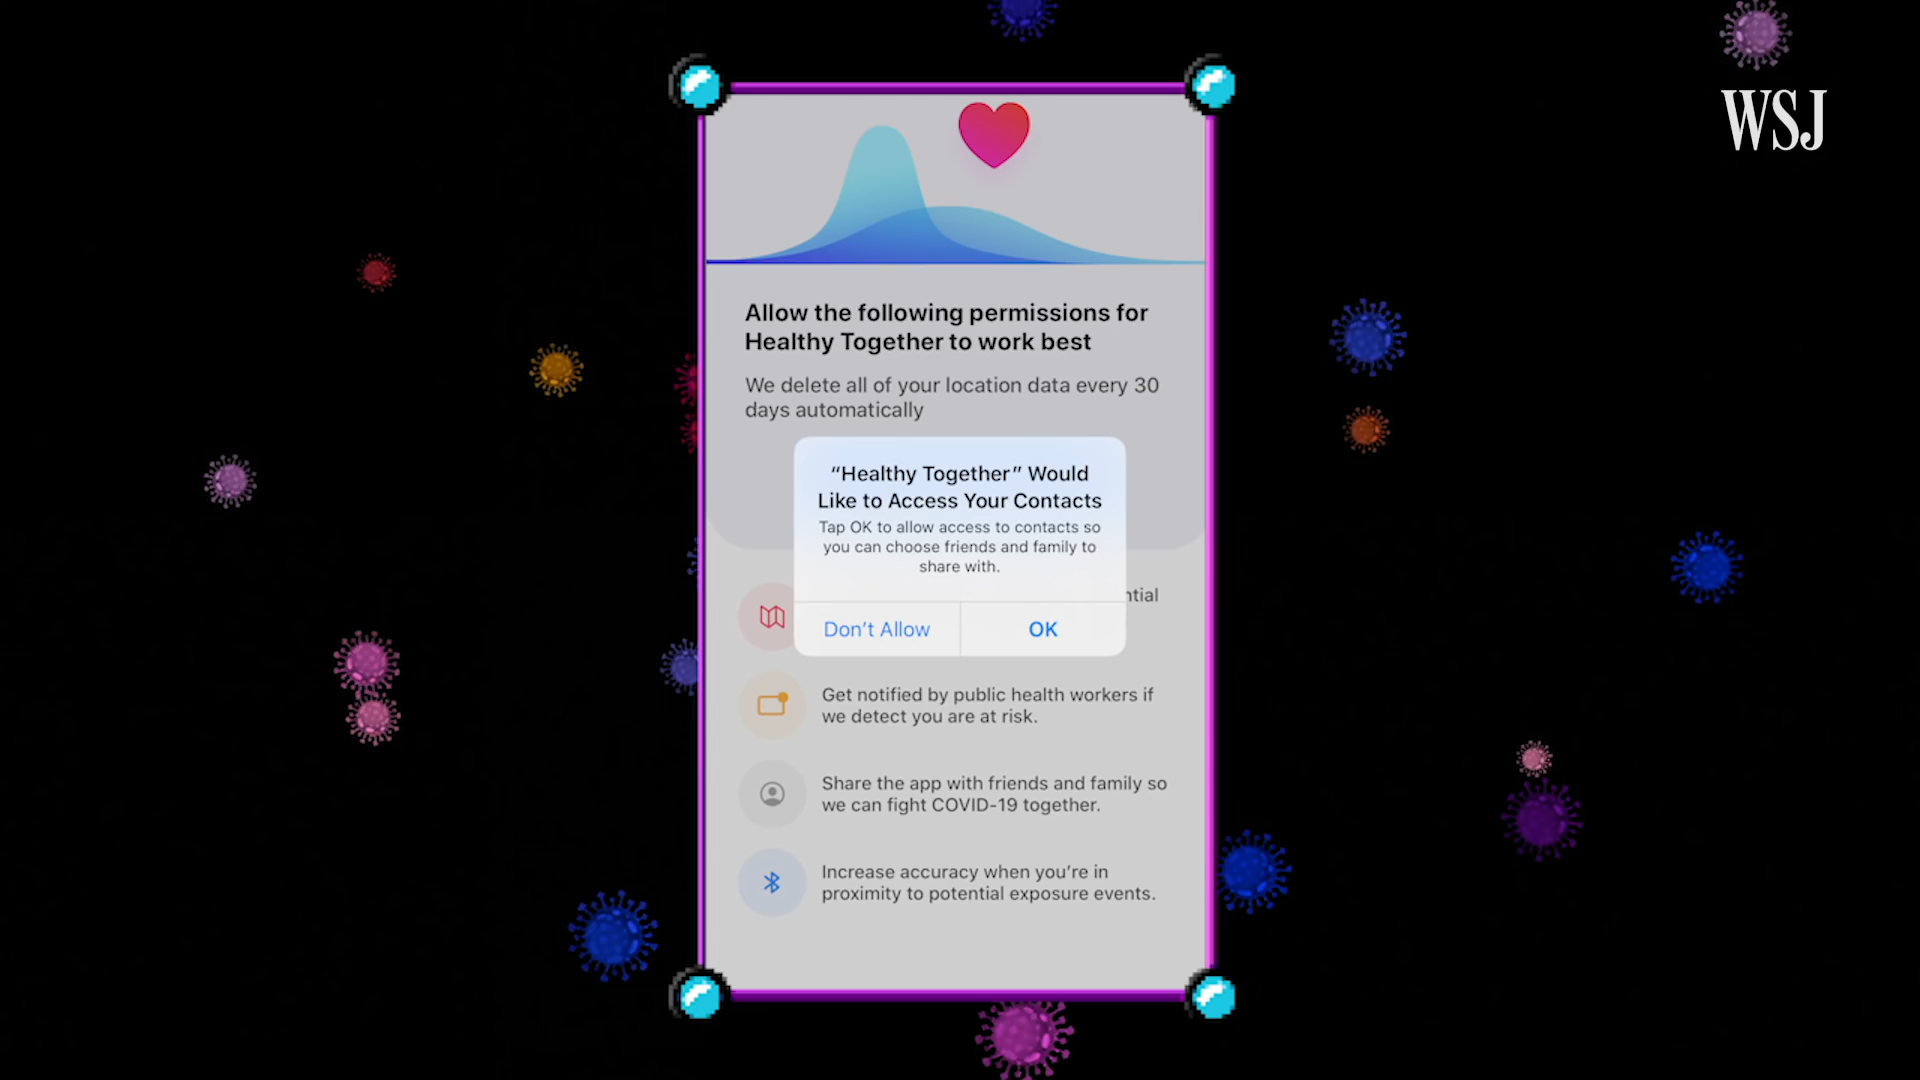 WSJ
Allow the following permissions for
Healthy Together to work best
We delete all of your location data every 30
days automatically
“Healthy Together” Would
Like to Access Your Contacts
Tap OK to allow access to contacts so
you can choose friends and family to
share with.
Don’t Allow
OK
Get notified by public health workers if
we detect you are at risk.
Share the app with friends and family so
we can fight COVID-19 together.
Increase accuracy when you’re in
proximity to potential exposure events.